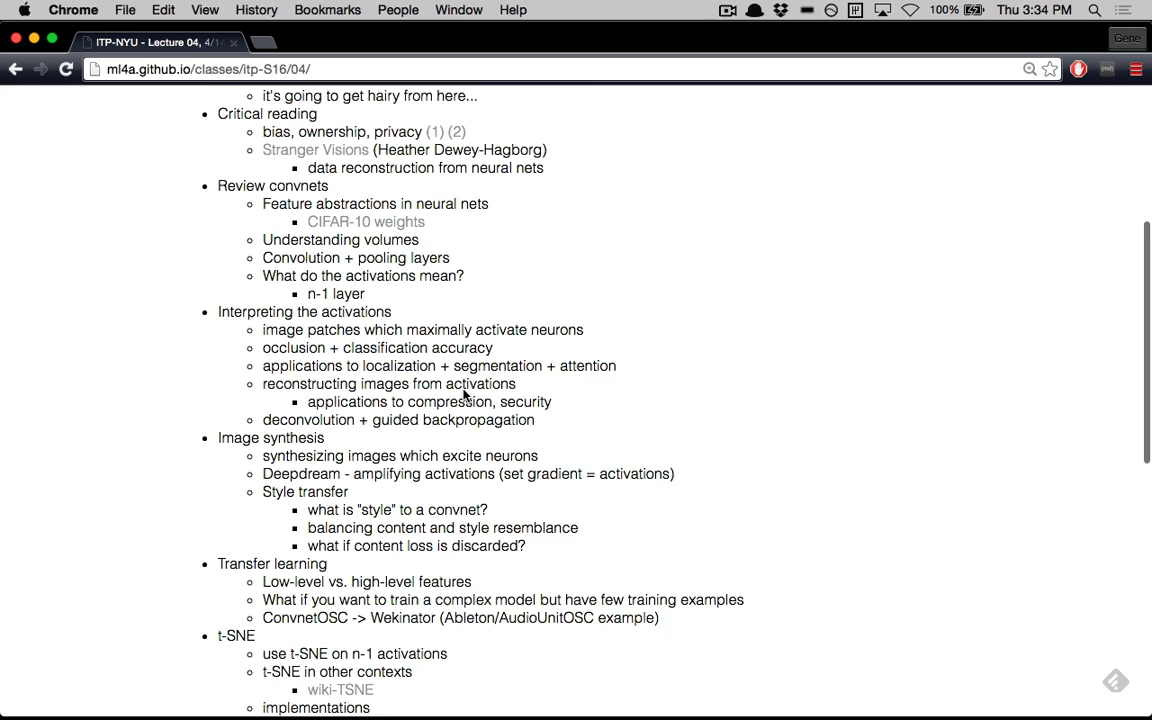 Chrome File Edit View History Bookmarks People Window Help 100% Thu 3:34 PM
ITP-NYU - Lecture 04, 4/14 Gene
ml4a.github.io/classes/itp-S16/04/
it's going to get hairy from here...
Critical reading
bias, ownership, privacy (1) (2)
Stranger Visions (Heather Dewey-Hagborg)
data reconstruction from neural nets
Review convnets
Feature abstractions in neural nets
CIFAR-10 weights
Understanding volumes
Convolution + pooling layers
What do the activations mean?
n-1 layer
Interpreting the activations
image patches which maximally activate neurons
occlusion + classification accuracy
applications to localization + segmentation + attention
reconstructing images from activations
applications to compression, security
deconvolution + guided backpropagation
Image synthesis
synthesizing images which excite neurons
Deepdream - amplifying activations (set gradient = activations)
Style transfer
what is "style" to a convnet?
balancing content and style resemblance
what if content loss is discarded?
Transfer learning
Low-level vs. high-level features
What if you want to train a complex model but have few training examples
ConvnetOSC -> Wekinator (Ableton/AudioUnitOSC example)
t-SNE
use t-SNE on n-1 activations
t-SNE in other contexts
wiki-TSNE
implementations